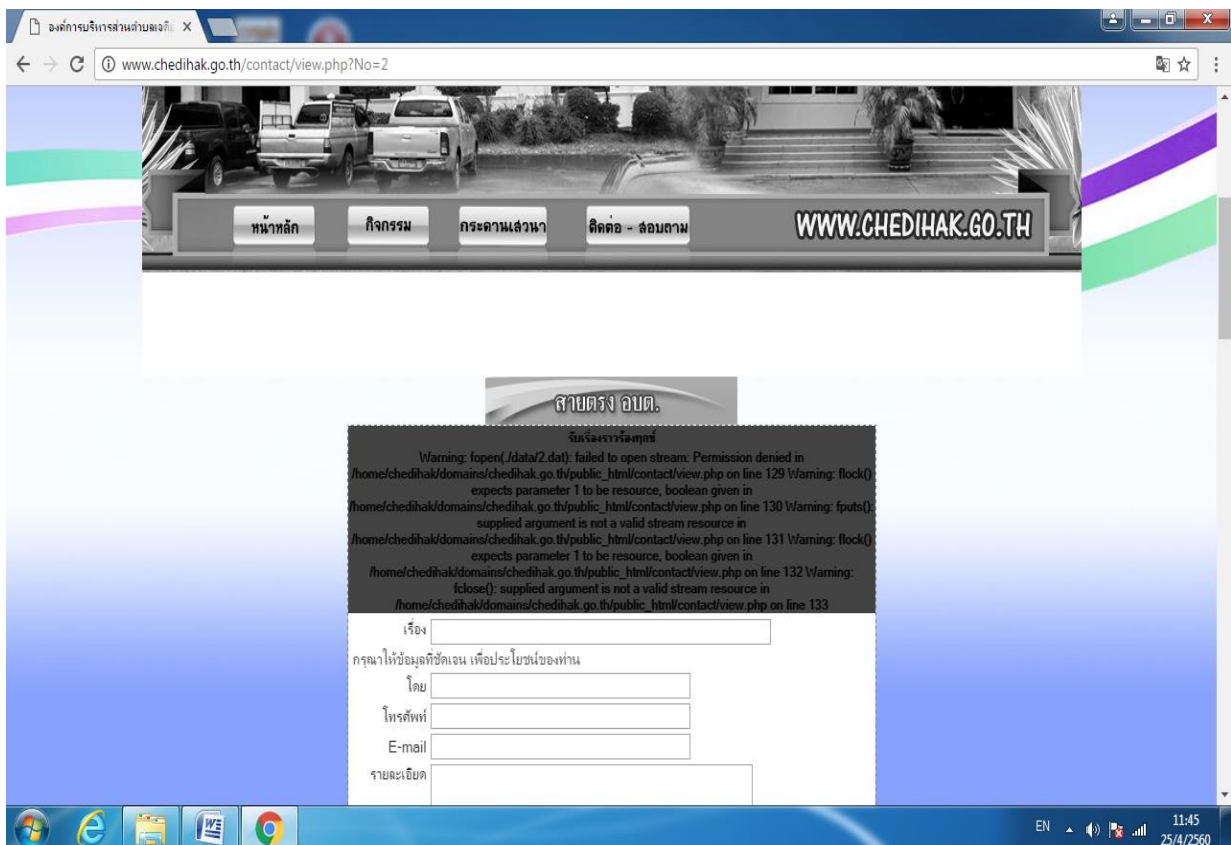 องค์การบริหารส่วนตำบลเจดี
www.chedihak.go.th/contact/view.php?No=2
หน้าหลัก กิจกรรม กระดานเสวนา ติดต่อ - สอบถาม WWW.CHEDIHAK.GO.TH
สายตรง อบต.
รับเรื่องราวร้องทุกข์
Warning: fopen(./data/2.dat): failed to open stream: Permission denied in
/home/chedihak/domains/chedihak.go.th/public_html/contact/view.php on line 129 Warning: flock()
expects parameter 1 to be resource, boolean given in
/home/chedihak/domains/chedihak.go.th/public_html/contact/view.php on line 130 Warning: fputs():
supplied argument is not a valid stream resource in
/home/chedihak/domains/chedihak.go.th/public_html/contact/view.php on line 131 Warning: flock()
expects parameter 1 to be resource, boolean given in
/home/chedihak/domains/chedihak.go.th/public_html/contact/view.php on line 132 Warning:
fclose(): supplied argument is not a valid stream resource in
/home/chedihak/domains/chedihak.go.th/public_html/contact/view.php on line 133
เรื่อง
กรุณาให้ข้อมูลที่ชัดเจน เพื่อประโยชน์ของท่าน
โดย
โทรศัพท์
E-mail
รายละเอียด
EN
11:45
25/4/2560